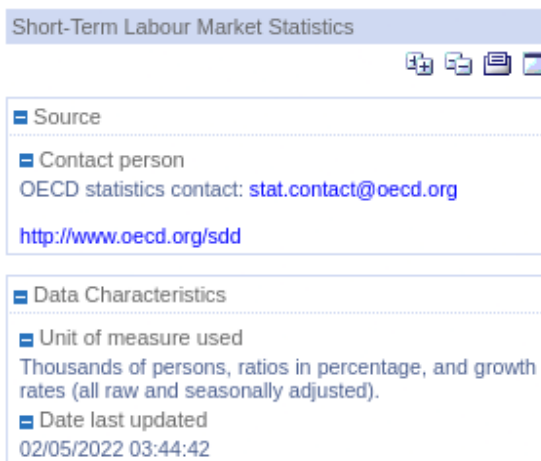 Short-Term Labour Market Statistics
Source
Contact person
OECD statistics contact: stat.contact@oecd.org
http://www.oecd.org/sdd
Data Characteristics
Unit of measure used
Thousands of persons, ratios in percentage, and growth
rates (all raw and seasonally adjusted).
Date last updated
02/05/2022 03:44:42